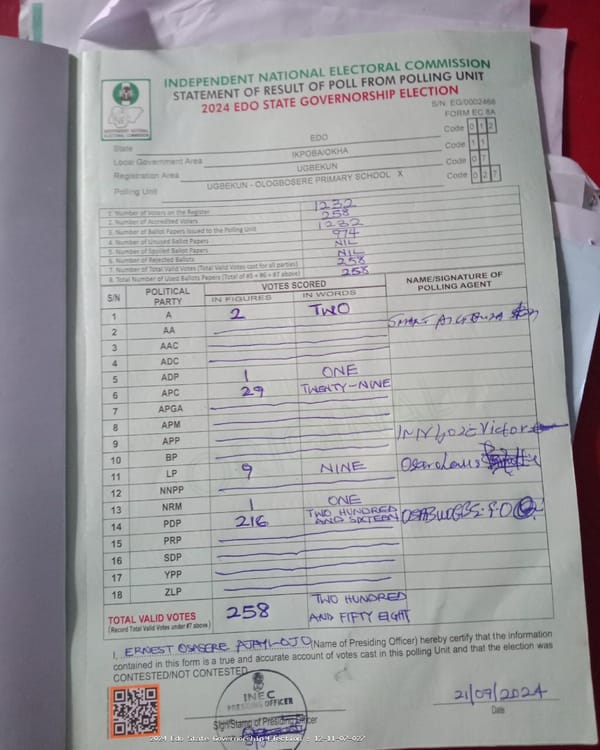 INDEPENDENT NATIONAL ELECTORAL COMMISSION
STATEMENT OF RESULT OF POLL FROM POLLING UNIT
2024 EDO STATE GOVERNORSHIP ELECTION
INDEPENDENT NATIONAL ELECTORAL COMMISSION
S/N: EG/0002466
FORM EC 8A
State EDO Code 0 1 2
Local Government Area IKPOBA/OKHA Code 1 1
Registration Area UGBEKUN Code 0 7
Polling Unit UGBEKUN - OLOGBOSERE PRIMARY SCHOOL X Code 0 2 7
1. Number of Voters on the Register 1232
2. Number of Accredited Voters 258
3. Number of Ballot Papers Issued to the Polling Unit 1232
4. Number of Unused Ballot Papers 974
5. Number of Spoiled Ballot Papers NIL
6. Number of Rejected Ballots NIL
7. Number of Total Valid Votes (Total Valid Votes cast for all parties) 258
8. Total Number of Used Ballots Papers (Total of #5 + #6 + #7 above) 258
S/N POLITICAL PARTY VOTES SCORED NAME/SIGNATURE OF POLLING AGENT
IN FIGURES IN WORDS
1 A 2 TWO
2 AA
3 AAC
4 ADC
5 ADP 1 ONE
6 APC 29 TWENTY-NINE
7 APGA
8 APM
9 APP
10 BP Victor
11 LP 9 NINE
12 NNPP
13 NRM 1 ONE
14 PDP 216 TWO HUNDRED AND SIXTEEN
15 PRP
16 SDP
17 YPP
18 ZLP
TOTAL VALID VOTES 258 TWO HUNDRED AND FIFTY EIGHT
(Record Total Valid Votes under #7 above)
I, ERNEST OSASERE AJAYI-OJO (Name of Presiding Officer) hereby certify that the information
contained in this form is a true and accurate account of votes cast in this polling Unit and that the election was
CONTESTED/NOT CONTESTED
INEC
PRESIDING OFFICER
21/09/2024
Sign/Stamp of Presiding Officer
Date
2024 Edo State Governorship Election : 12-11-07-027